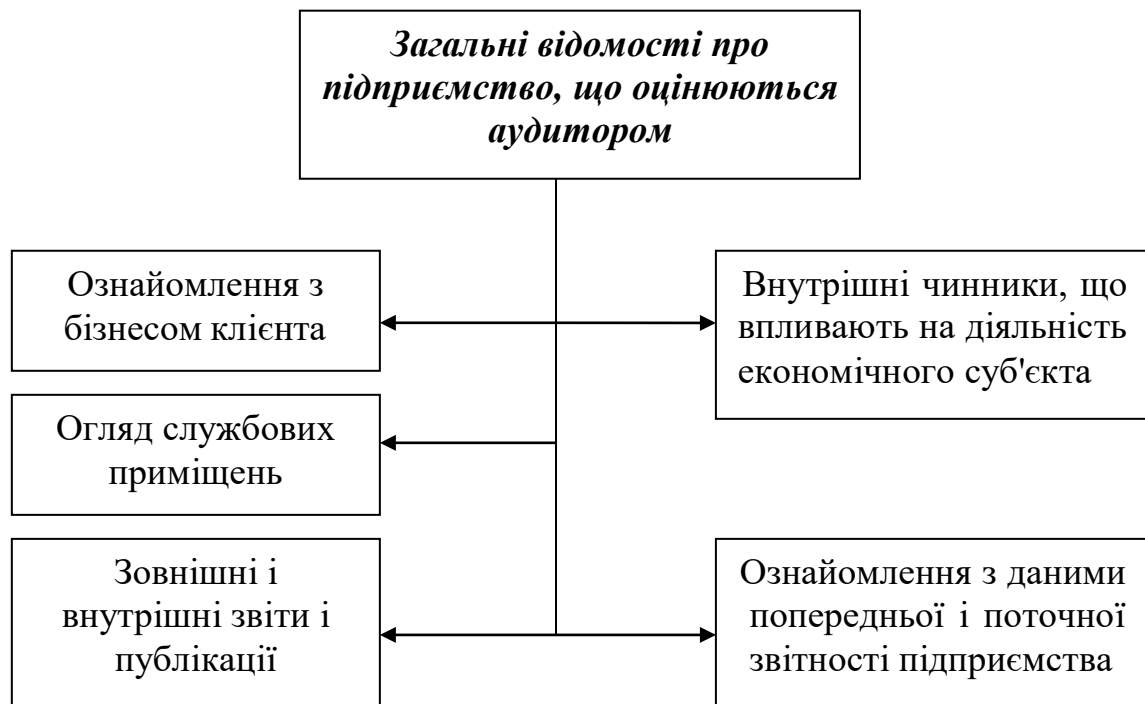 Загальні відомості про
підприємство, що оцінюються
аудитором
Ознайомлення з
бізнесом клієнта
Внутрішні чинники, що
впливають на діяльність
економічного суб'єкта
Огляд службових
приміщень
Зовнішні і
внутрішні звіти і
публікації
Ознайомлення з даними
попередньої і поточної
звітності підприємства